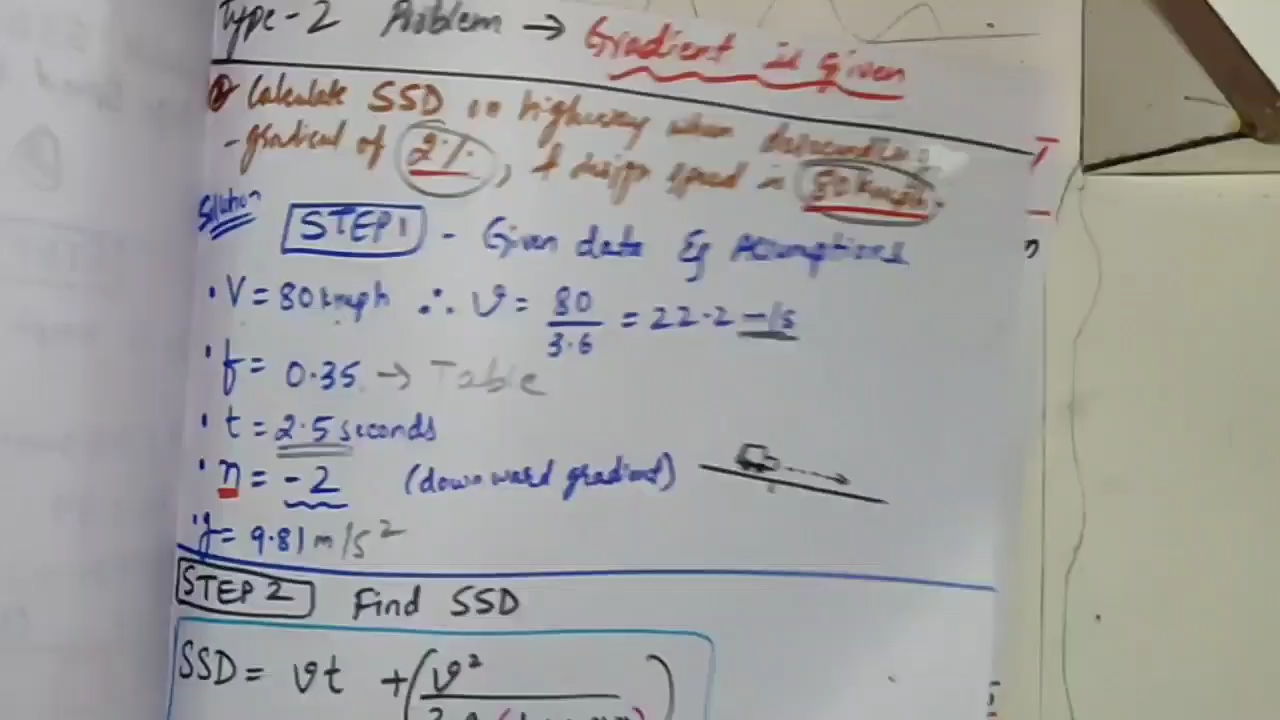 Type-2 Problem → Gradient is Given
Calculate SSD on highway when
-gradical of 2%, & design speed is 80 kmph.
Solution
STEP 1 - Given data & Assumptions
• V = 80 kmph ∴ v = 80/3.6 = 22.2 m/s
• f = 0.35 → Table
• t = 2.5 seconds
• n = -2 (downward gradient)
• g = 9.81 m/s²
STEP 2 Find SSD
SSD = vt + (v²